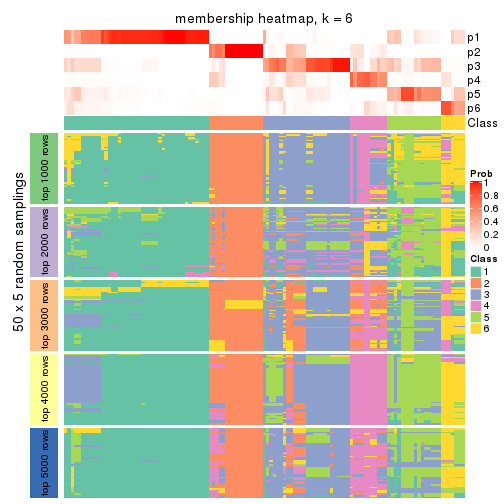 membership heatmap, k = 6
p1
p2
p3
p4
p5
p6
Class
50 x 5 random samplings
top 1000 rows
top 2000 rows
top 3000 rows
top 4000 rows
top 5000 rows
Prob
1
0.8
0.6
0.4
0.2
0
Class
1
2
3
4
5
6